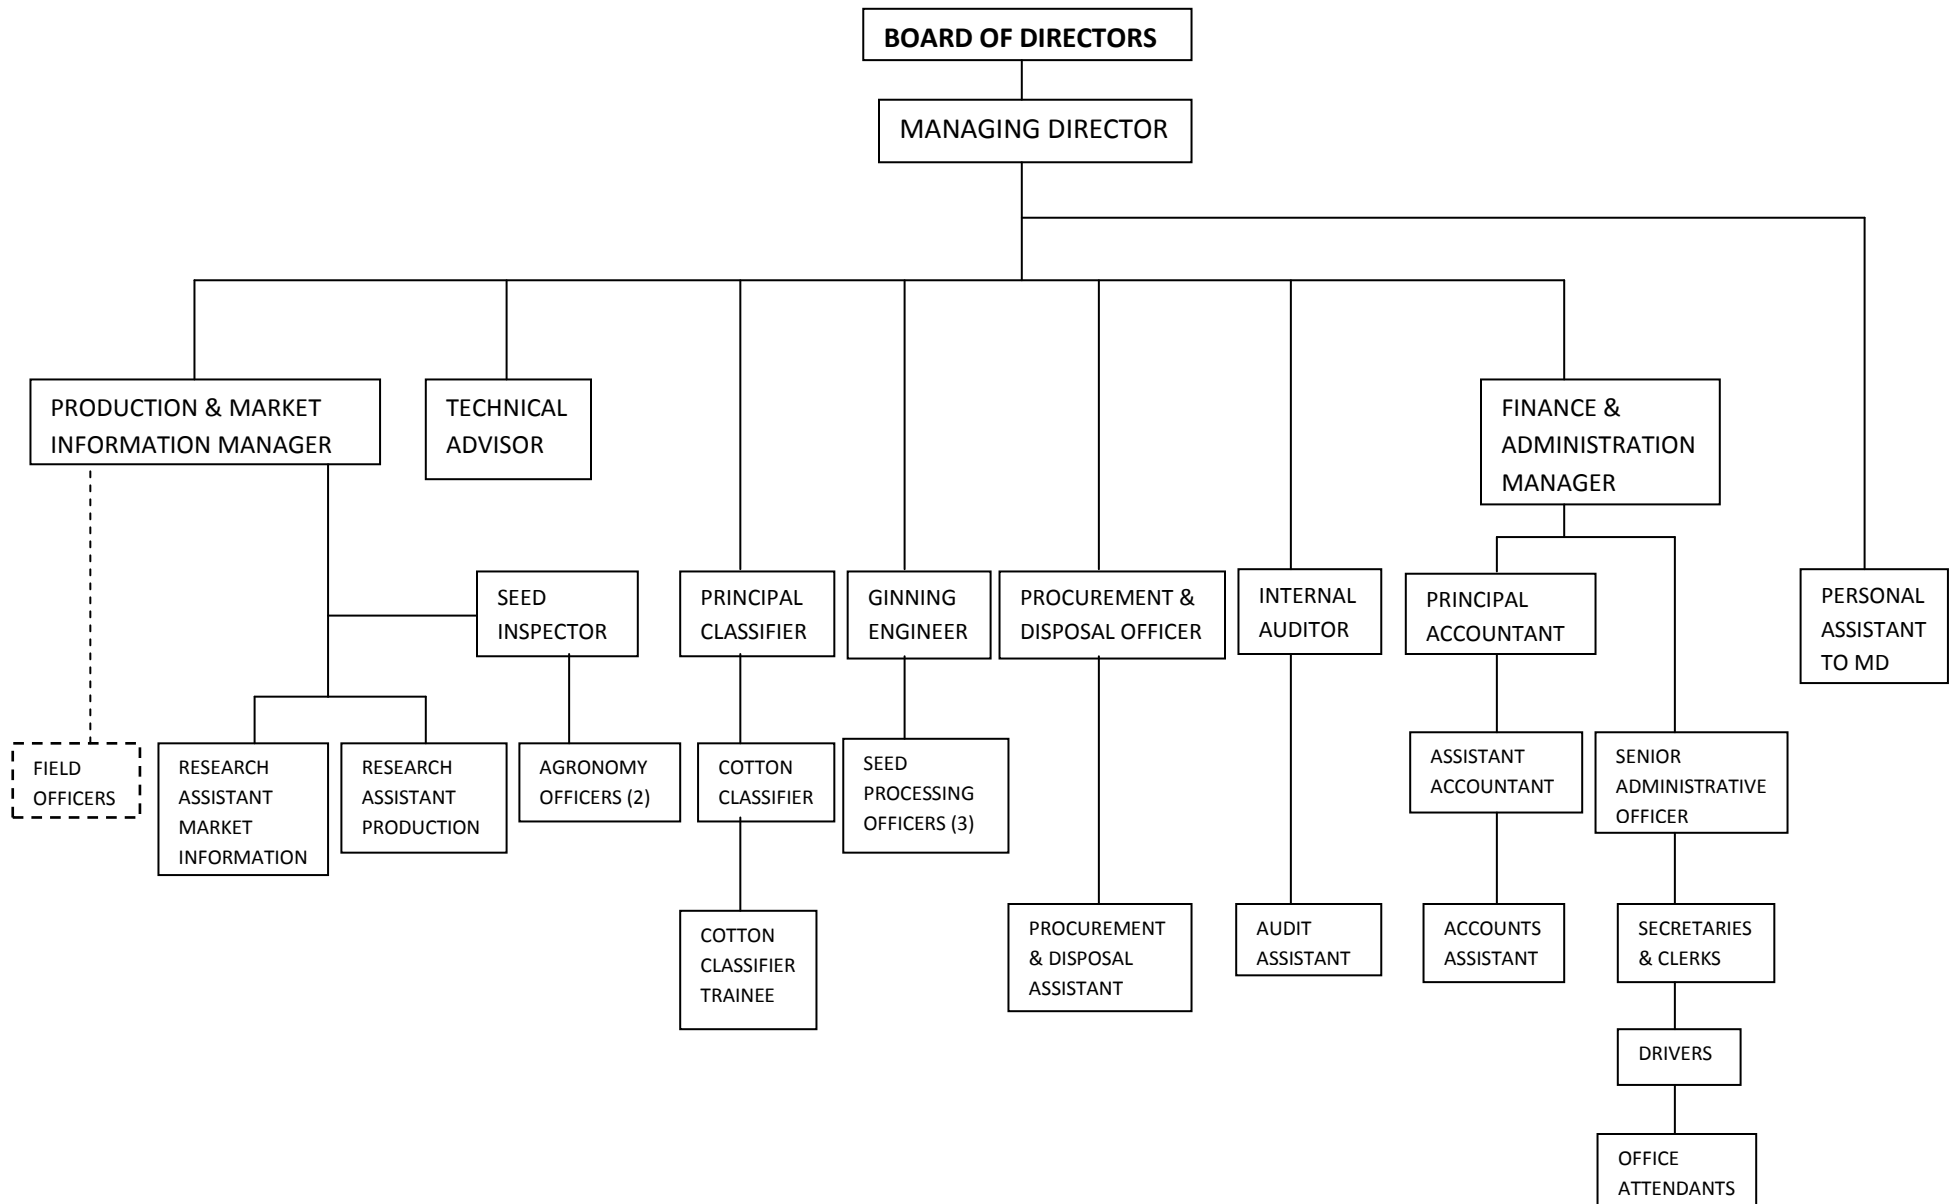 BOARD OF DIRECTORS
MANAGING DIRECTOR
PRODUCTION & MARKET
INFORMATION MANAGER
TECHNICAL
ADVISOR
FINANCE &
ADMINISTRATION
MANAGER
SEED
INSPECTOR
PRINCIPAL
CLASSIFIER
GINNING
ENGINEER
PROCUREMENT &
DISPOSAL OFFICER
INTERNAL
AUDITOR
PRINCIPAL
ACCOUNTANT
PERSONAL
ASSISTANT
TO MD
FIELD
OFFICERS
RESEARCH
ASSISTANT
MARKET
INFORMATION
RESEARCH
ASSISTANT
PRODUCTION
AGRONOMY
OFFICERS (2)
COTTON
CLASSIFIER
SEED
PROCESSING
OFFICERS (3)
ASSISTANT
ACCOUNTANT
SENIOR
ADMINISTRATIVE
OFFICER
COTTON
CLASSIFIER
TRAINEE
PROCUREMENT
& DISPOSAL
ASSISTANT
AUDIT
ASSISTANT
ACCOUNTS
ASSISTANT
SECRETARIES
& CLERKS
DRIVERS
OFFICE
ATTENDANTS